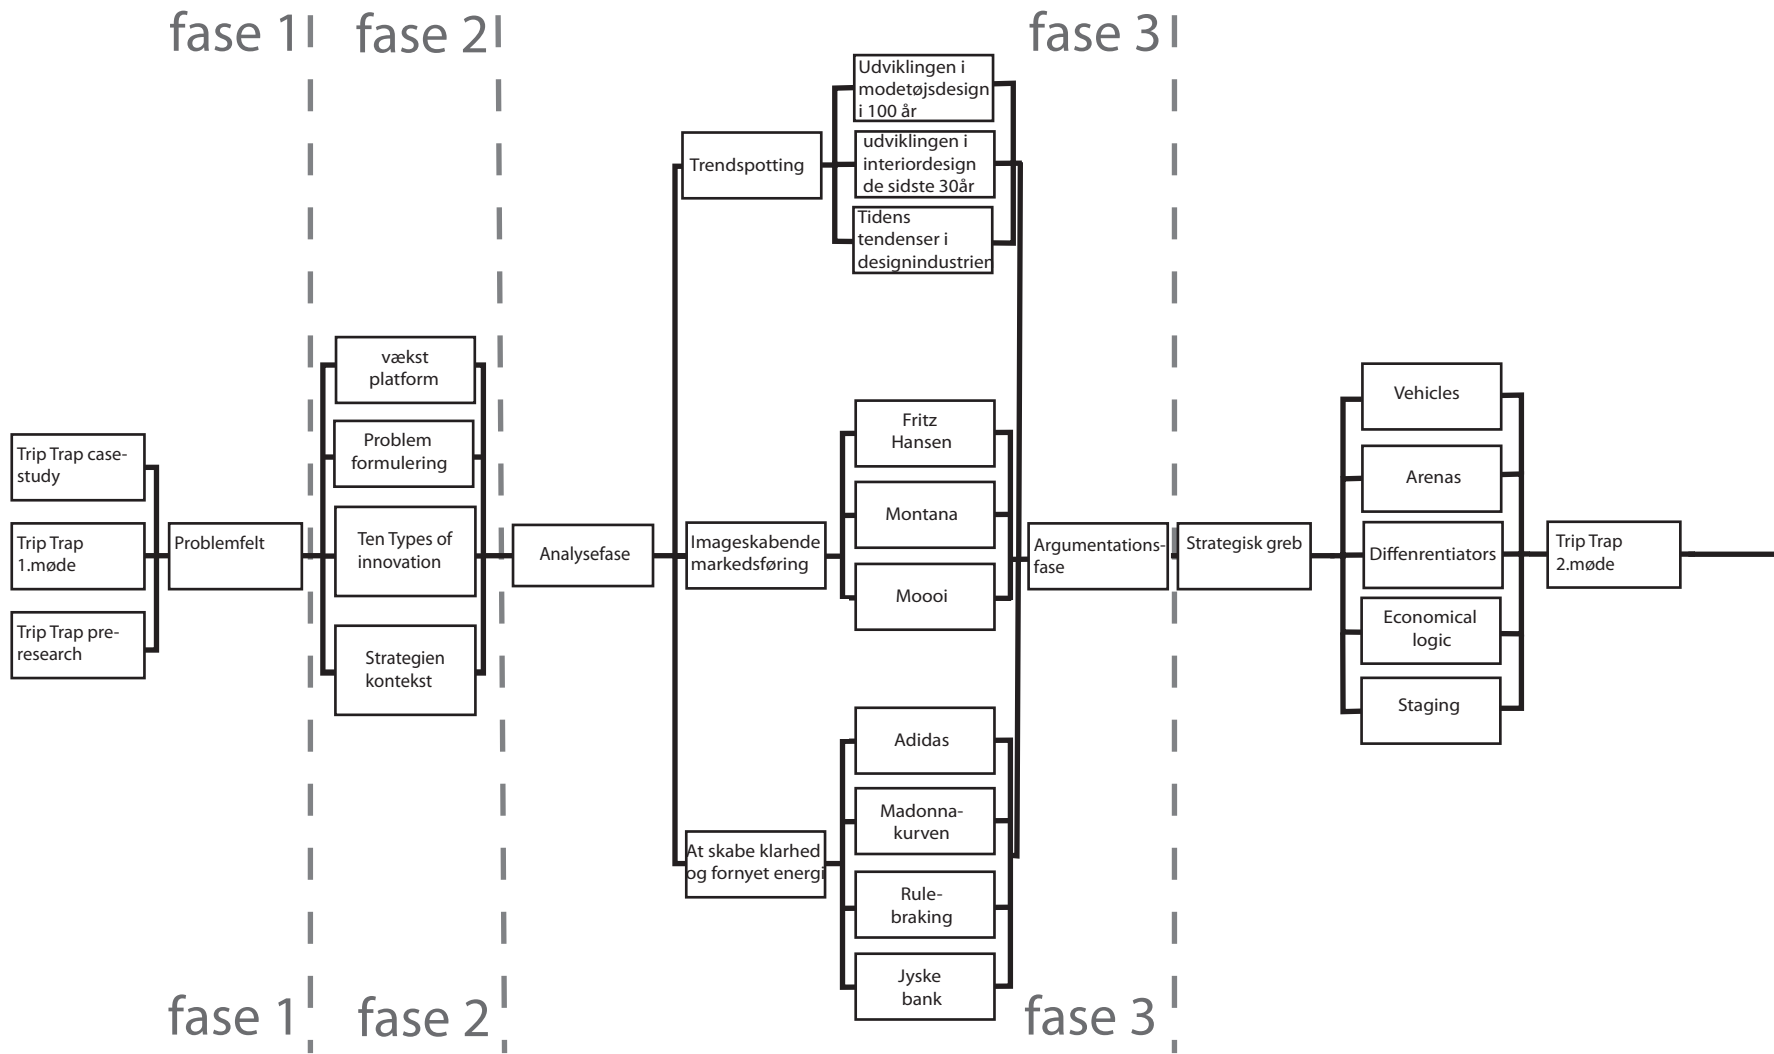 fase 1
fase 2
fase 3
Trip Trap case-
study
Trip Trap
1.møde
Trip Trap pre-
research
Problemfelt
vækst
platform
Problem
formulering
Ten Types of
innovation
Strategien
kontekst
Analysefase
Trendspotting
Udviklingen i
modetøjsdesign
i 100 år
udviklingen i
interiordesign
de sidste 30år
Tidens
tendenser i
designindustrien
Imageskabende
markedsføring
Fritz
Hansen
Montana
Moooi
At skabe klarhed
og fornyet energi
Adidas
Madonna-
kurven
Rule-
braking
Jyske
bank
Argumentations-
fase
Strategisk greb
Vehicles
Arenas
Diffenrentiators
Economical
logic
Staging
Trip Trap
2.møde
fase 1
fase 2
fase 3